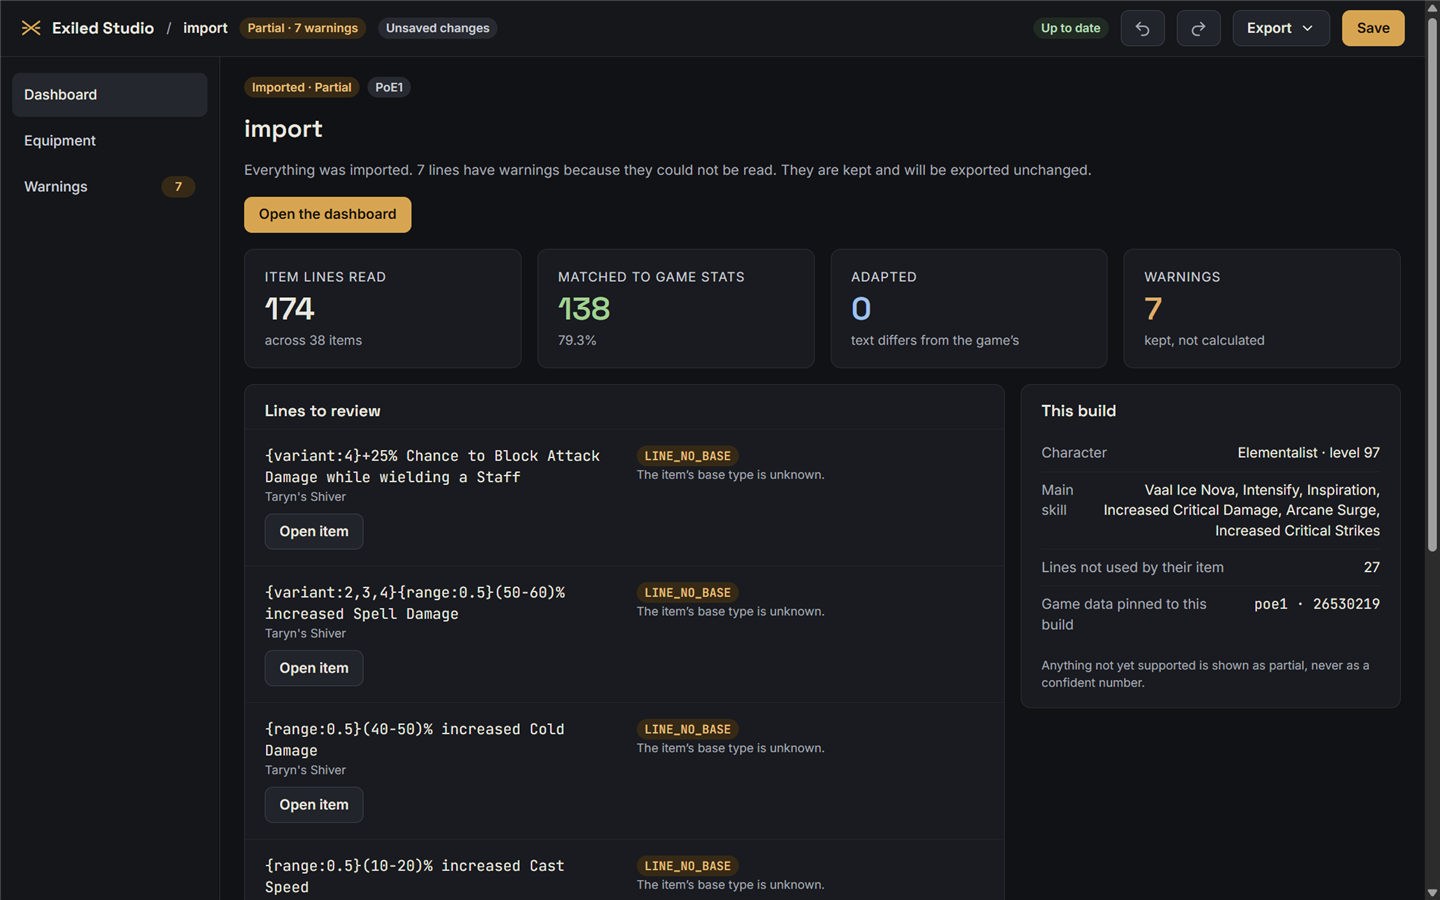 Exiled Studio / import Partial · 7 warnings Unsaved changes Up to date Export Save
Dashboard
Equipment
Warnings 7
Imported · Partial PoE1
import
Everything was imported. 7 lines have warnings because they could not be read. They are kept and will be exported unchanged.
Open the dashboard
ITEM LINES READ
174
across 38 items
MATCHED TO GAME STATS
138
79.3%
ADAPTED
0
text differs from the game’s
WARNINGS
7
kept, not calculated
Lines to review
{variant:4}+25% Chance to Block Attack
Damage while wielding a Staff
Taryn's Shiver
LINE_NO_BASE
The item’s base type is unknown.
Open item
{variant:2,3,4}{range:0.5}(50-60)%
increased Spell Damage
Taryn's Shiver
LINE_NO_BASE
The item’s base type is unknown.
Open item
{range:0.5}(40-50)% increased Cold
Damage
Taryn's Shiver
LINE_NO_BASE
The item’s base type is unknown.
Open item
{range:0.5}(10-20)% increased Cast
Speed
LINE_NO_BASE
The item’s base type is unknown.
This build
Character Elementalist · level 97
Main skill Vaal Ice Nova, Intensify, Inspiration,
Increased Critical Damage, Arcane Surge,
Increased Critical Strikes
Lines not used by their item 27
Game data pinned to this build poe1 · 26530219
Anything not yet supported is shown as partial, never as a
confident number.